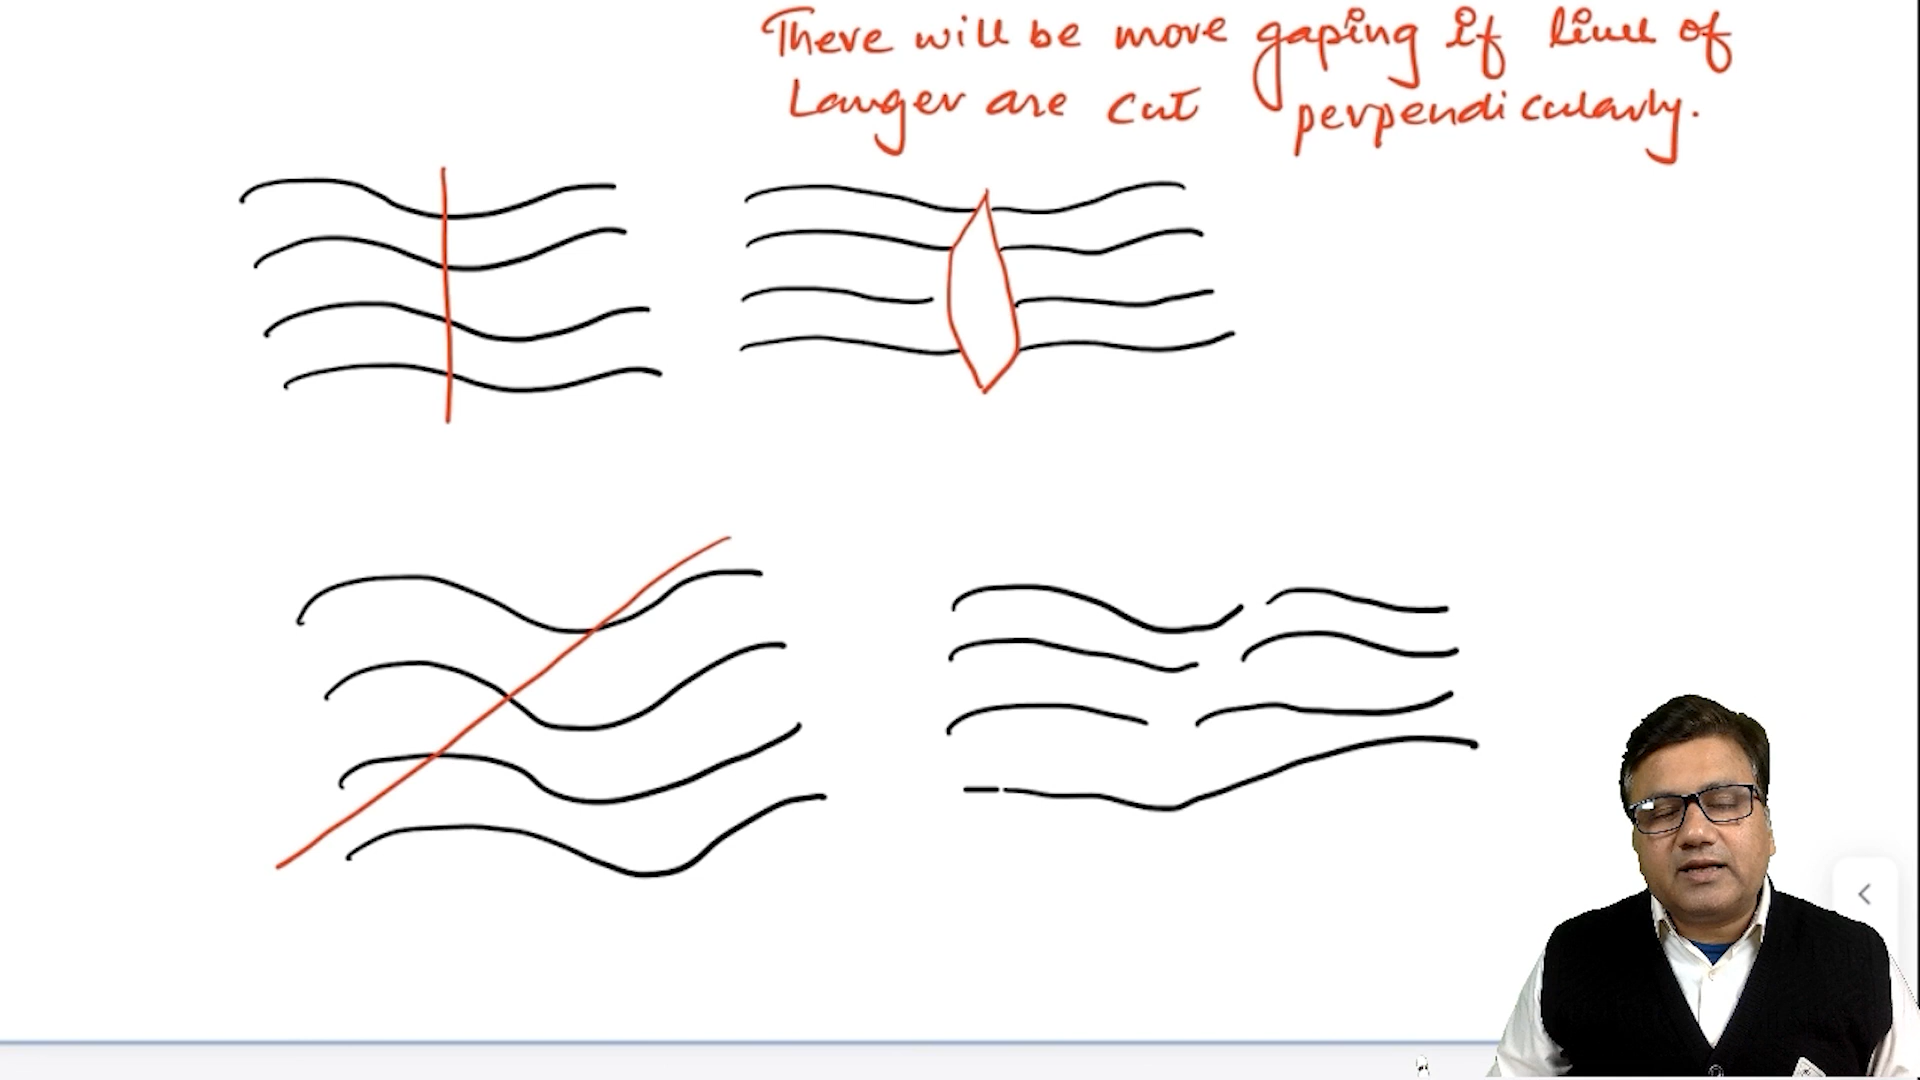 There will be more gaping if lines of
Langer are cut perpendicularly.